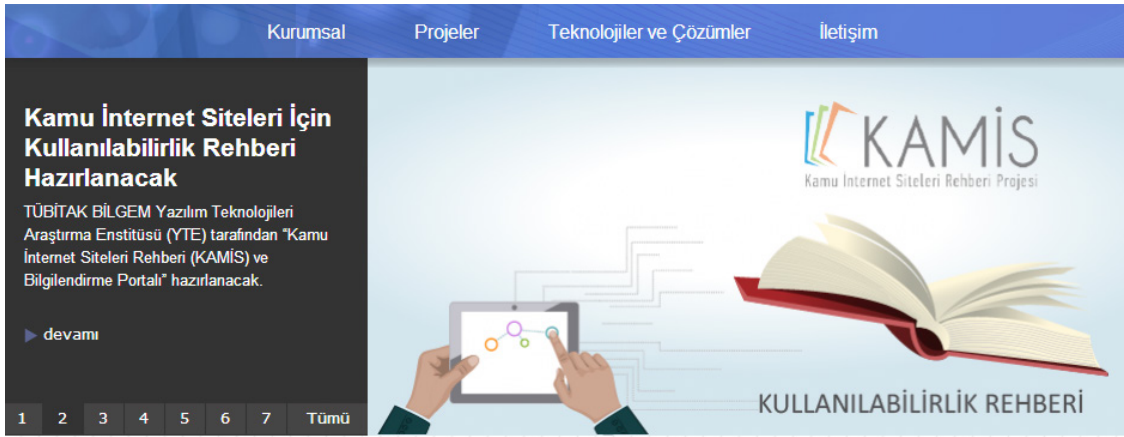 Kurumsal Projeler Teknolojiler ve Çözümler İletişim
Kamu İnternet Siteleri İçin
Kullanılabilirlik Rehberi
Hazırlanacak
TÜBİTAK BİLGEM Yazılım Teknolojileri
Araştırma Enstitüsü (YTE) tarafından “Kamu
İnternet Siteleri Rehberi (KAMİS) ve
Bilgilendirme Portalı” hazırlanacak.
devamı
1 2 3 4 5 6 7 Tümü
KAMİS
Kamu İnternet Siteleri Rehberi Projesi
KULLANILABİLİRLİK REHBERİ